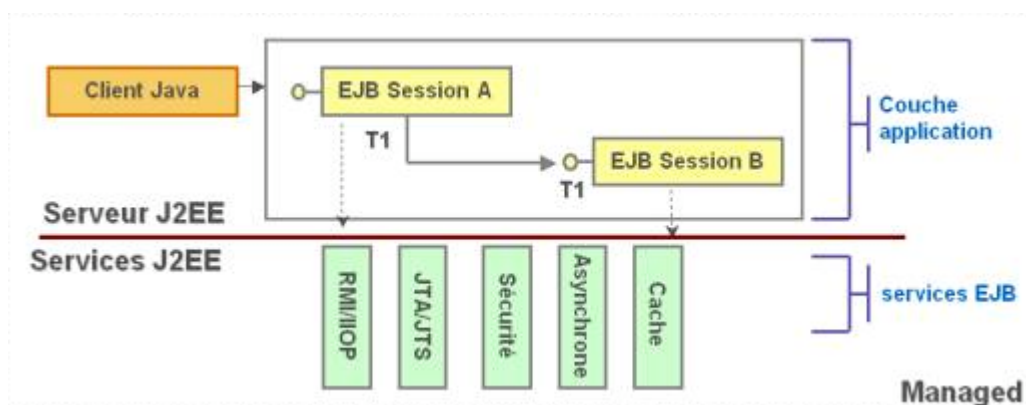 Client Java
EJB Session A
T1
EJB Session B
T1
Couche
application
Serveur J2EE
Services J2EE
RMI/IIOP
JTA/JTS
Sécurité
Asynchrone
Cache
services EJB
Managed